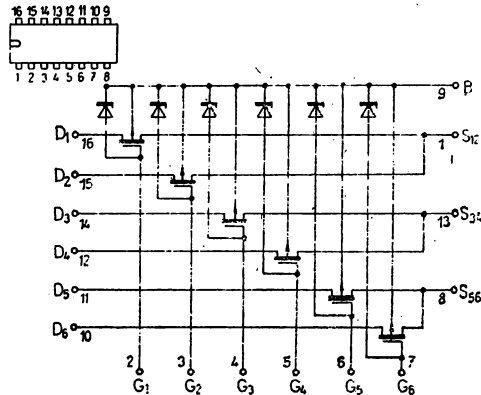 16 15 14 13 12 11 10 9
1 2 3 4 5 6 7 8
9 B
D1 16 1 S12
D2 15
D3 14 13 S34
D4 12
D5 11 8 S56
D6 10
2 3 4 5 6 7
G1 G2 G3 G4 G5 G6